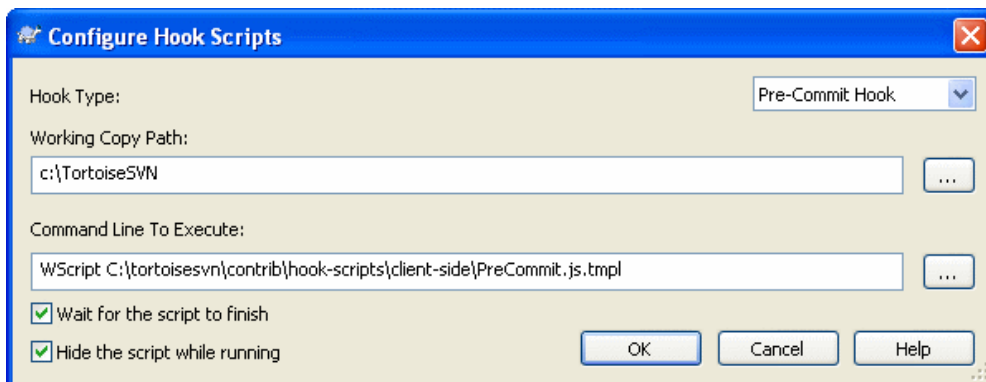 Configure Hook Scripts
Hook Type:
Pre-Commit Hook
Working Copy Path:
c:\TortoiseSVN
...
Command Line To Execute:
WScript C:\tortoisesvn\contrib\hook-scripts\client-side\PreCommit.js.tmpl
...
Wait for the script to finish
Hide the script while running
OK
Cancel
Help